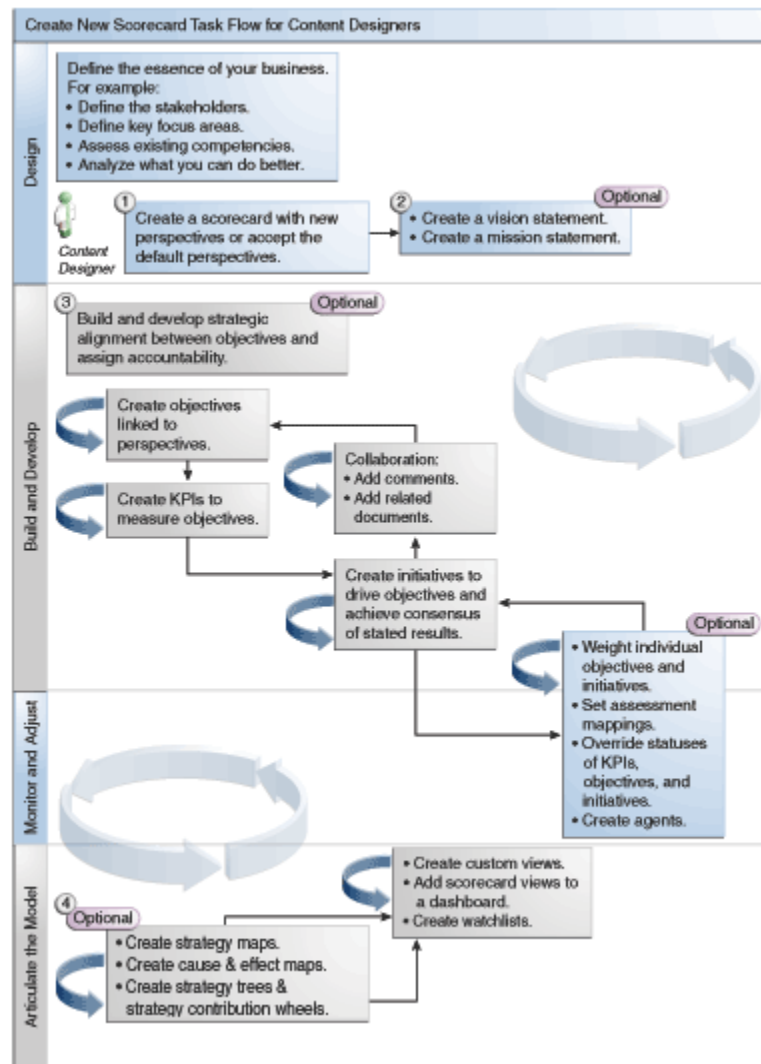 Create New Scorecard Task Flow for Content Designers
Design
Define the essence of your business.
For example:
• Define the stakeholders.
• Define key focus areas.
• Assess existing competencies.
• Analyze what you can do better.
Content
Designer
1
Create a scorecard with new
perspectives or accept the
default perspectives.
2
Optional
• Create a vision statement.
• Create a mission statement.
Build and Develop
3
Optional
Build and develop strategic
alignment between objectives and
assign accountability.
Create objectives
linked to
perspectives.
Create KPIs to
measure objectives.
Collaboration:
• Add comments.
• Add related
documents.
Create initiatives to
drive objectives and
achieve consensus
of stated results.
Optional
• Weight individual
objectives and
initiatives.
• Set assessment
mappings.
• Override statuses
of KPIs,
objectives, and
initiatives.
• Create agents.
Monitor and Adjust
Articulate the Model
• Create custom views.
• Add scorecard views to
a dashboard.
• Create watchlists.
4
Optional
• Create strategy maps.
• Create cause & effect maps.
• Create strategy trees &
strategy contribution wheels.